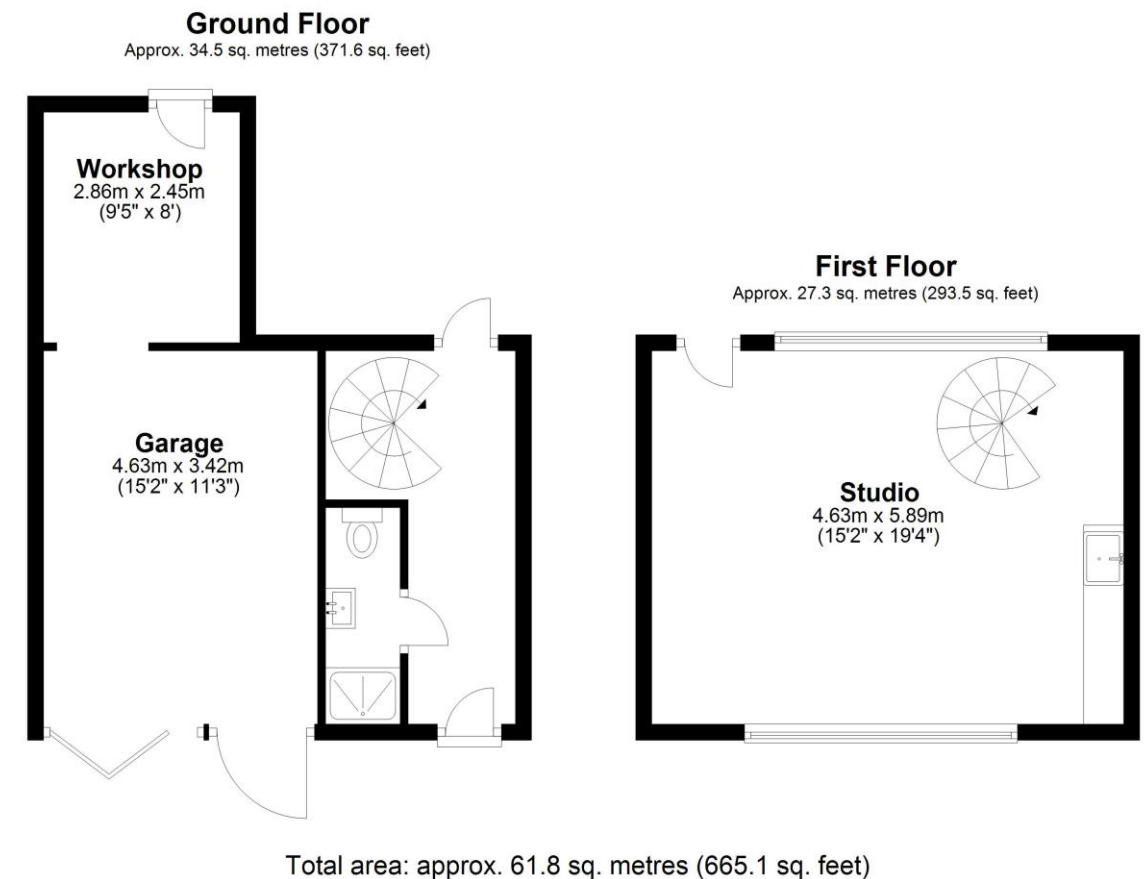 Ground Floor
Approx. 34.5 sq. metres (371.6 sq. feet)
Workshop
2.86m x 2.45m
(9'5" x 8')
Garage
4.63m x 3.42m
(15'2" x 11'3")
First Floor
Approx. 27.3 sq. metres (293.5 sq. feet)
Studio
4.63m x 5.89m
(15'2" x 19'4")
Total area: approx. 61.8 sq. metres (665.1 sq. feet)